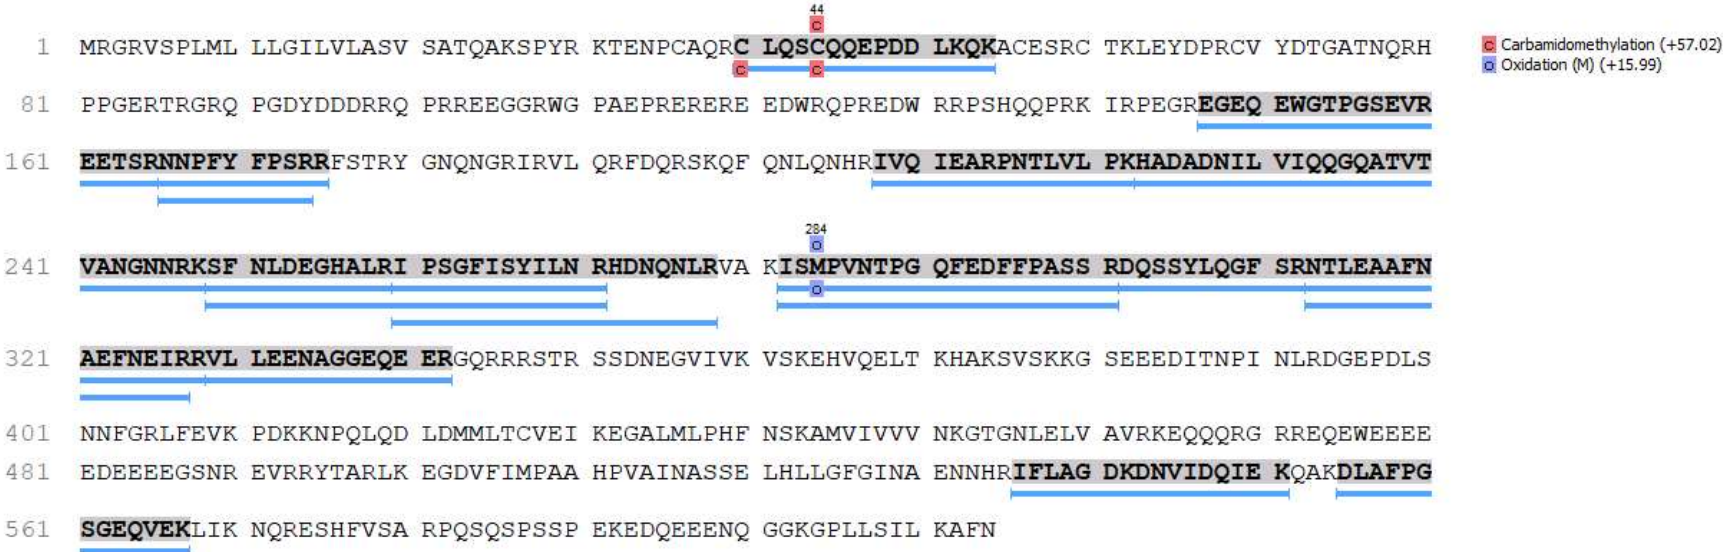 44
c
1 MRGRVSPLML LLGILVLASV SATQAKSPYR KTENPCAQRC LQSCQQEPDD LKQKACESRC TKLEYDPRCV YDTGATNQRH
c Carbamidomethylation (+57.02)
c c
o Oxidation (M) (+15.99)
81 PPGERTRGRQ PGDYDDDRRQ PRREEGGRWG PAEPRERERE EDWRQPREDW RRPSHQQPRK IRPEGREGEQ EWGTPGSEVR
161 EETSRNNPFY FPSRRFSTRY GNQNGRIRVL QRFDQRSKQF QNLQNHRIVQ IEARPNTLVL PKHADADNIL VIQQGQATVT
284
o
241 VANGNNRKSF NLDEGHALRI PSGFISYILN RHDNQNLRVA KISMPVNTPG QFEDFFPASS RDQSSYLQGF SRNTLEAAFN
o
321 AEFNEIRRVL LEENAGGEQE ERGQRRRSTR SSDNEGVIVK VSKEHVQELT KHAKSVSKKG SEEEDITNPI NLRDGEPDLS
401 NNFGRLFEVK PDKKNPQLQD LDMMLTCVEI KEGALMLPHF NSKAMVIVVV NKGTGNLELV AVRKEQQQRG RREQEWEEEE
481 EDEEEEGSNR EVRRYTARLK EGDVFIMPAA HPVAINASSE LHLLGFGINA ENNHRIFLAG DKDNVIDQIE KQAKDLAFPG
561 SGEQVEKLIK NQRESHFVSA RPQSQSPSSP EKEDQEEENQ GGKGPLLSIL KAFN